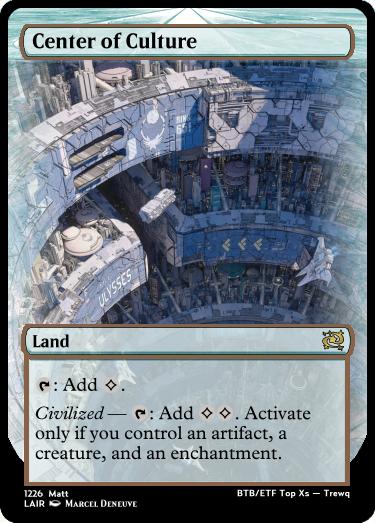 Center of Culture
ULYSSES
Land
: Add .
Civilized — : Add . Activate
only if you control an artifact, a
creature, and an enchantment.
1226 Matt
LAIR MARCEL DENEUVE
BTB/ETF Top Xs — Trewq